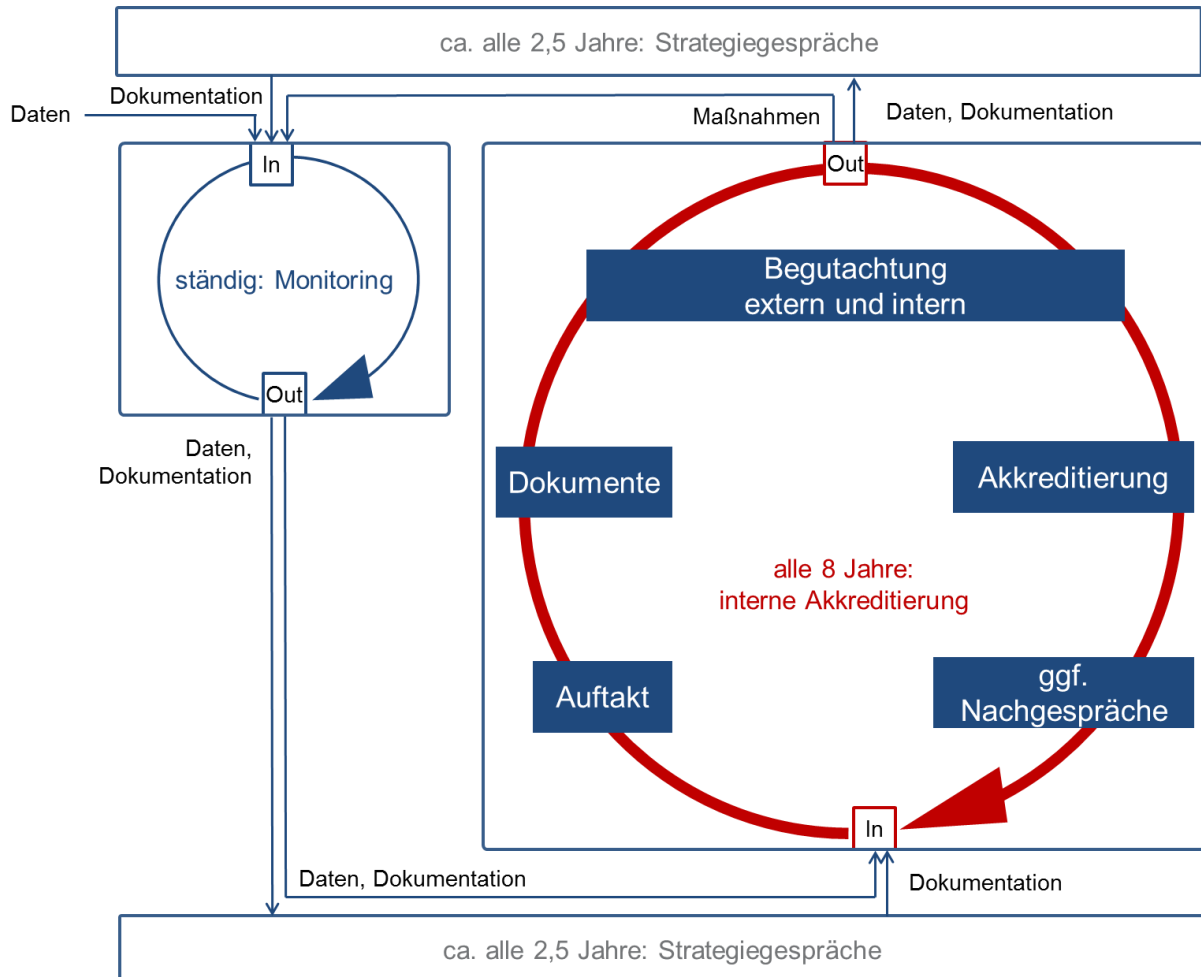 ca. alle 2,5 Jahre: Strategiegespräche
Dokumentation
Daten
Maßnahmen
Daten, Dokumentation
In
Out
ständig: Monitoring
Begutachtung
extern und intern
Out
Daten,
Dokumentation
Dokumente
Akkreditierung
alle 8 Jahre:
interne Akkreditierung
Auftakt
ggf.
Nachgespräche
In
Daten, Dokumentation
Dokumentation
ca. alle 2,5 Jahre: Strategiegespräche